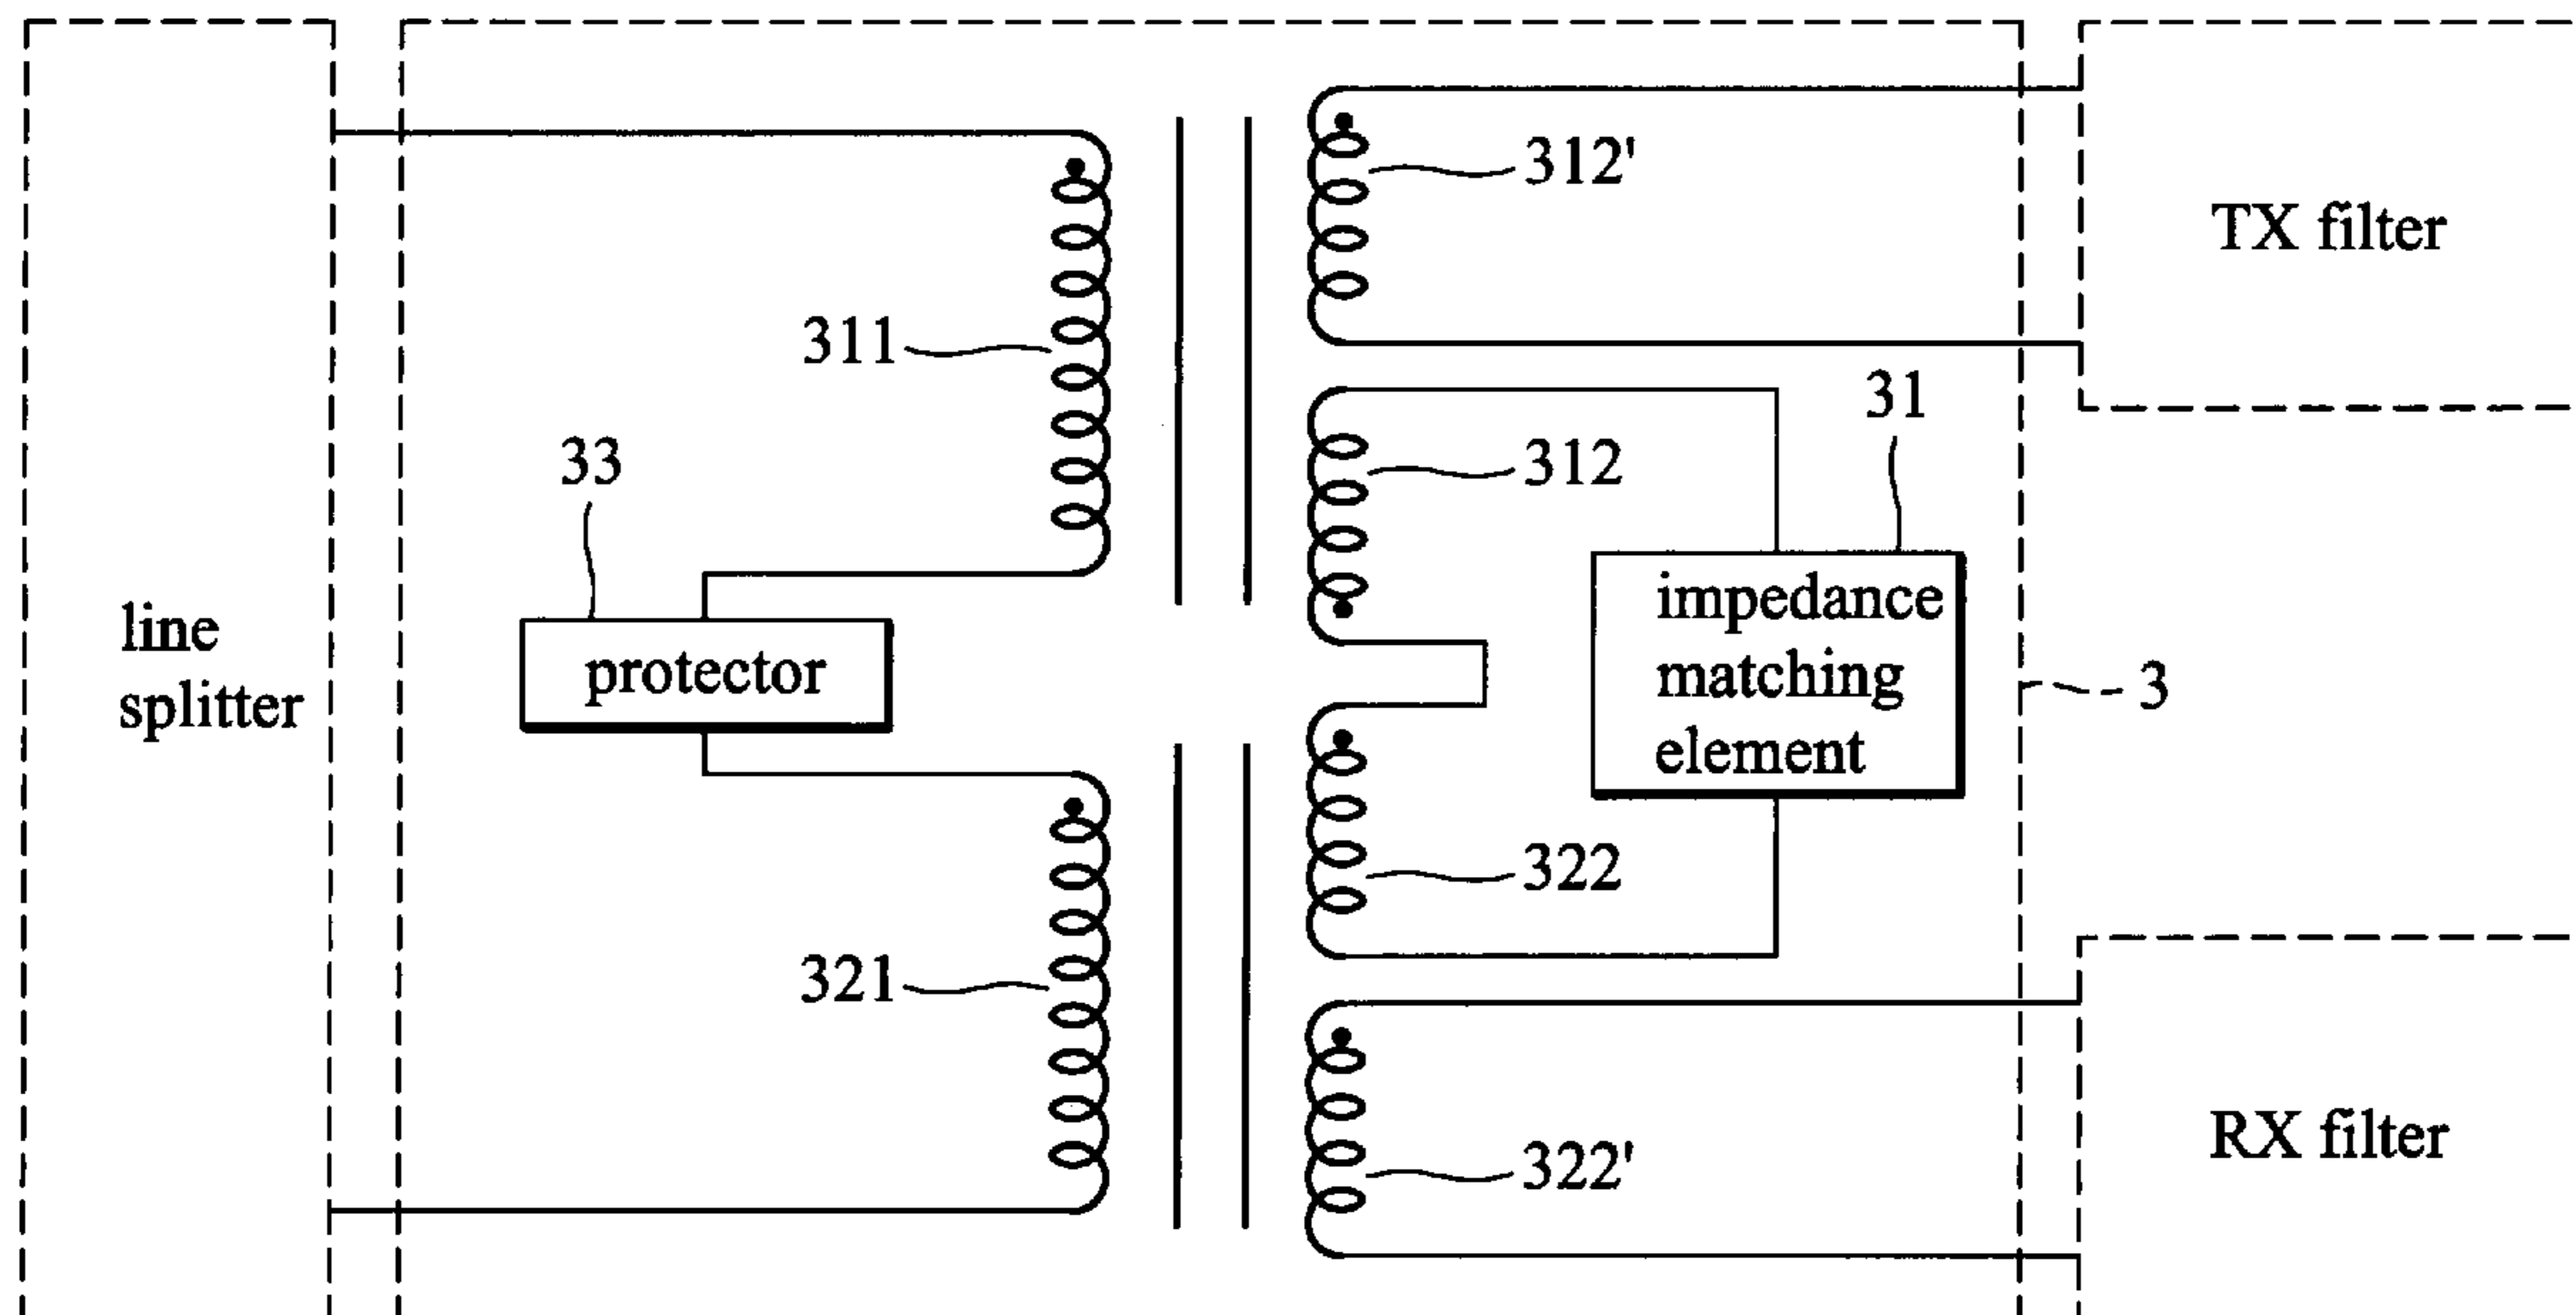 312'
TX filter
311
31
33
312
impedance
matching
element
line
splitter
protector
3
322
321
RX filter
322'